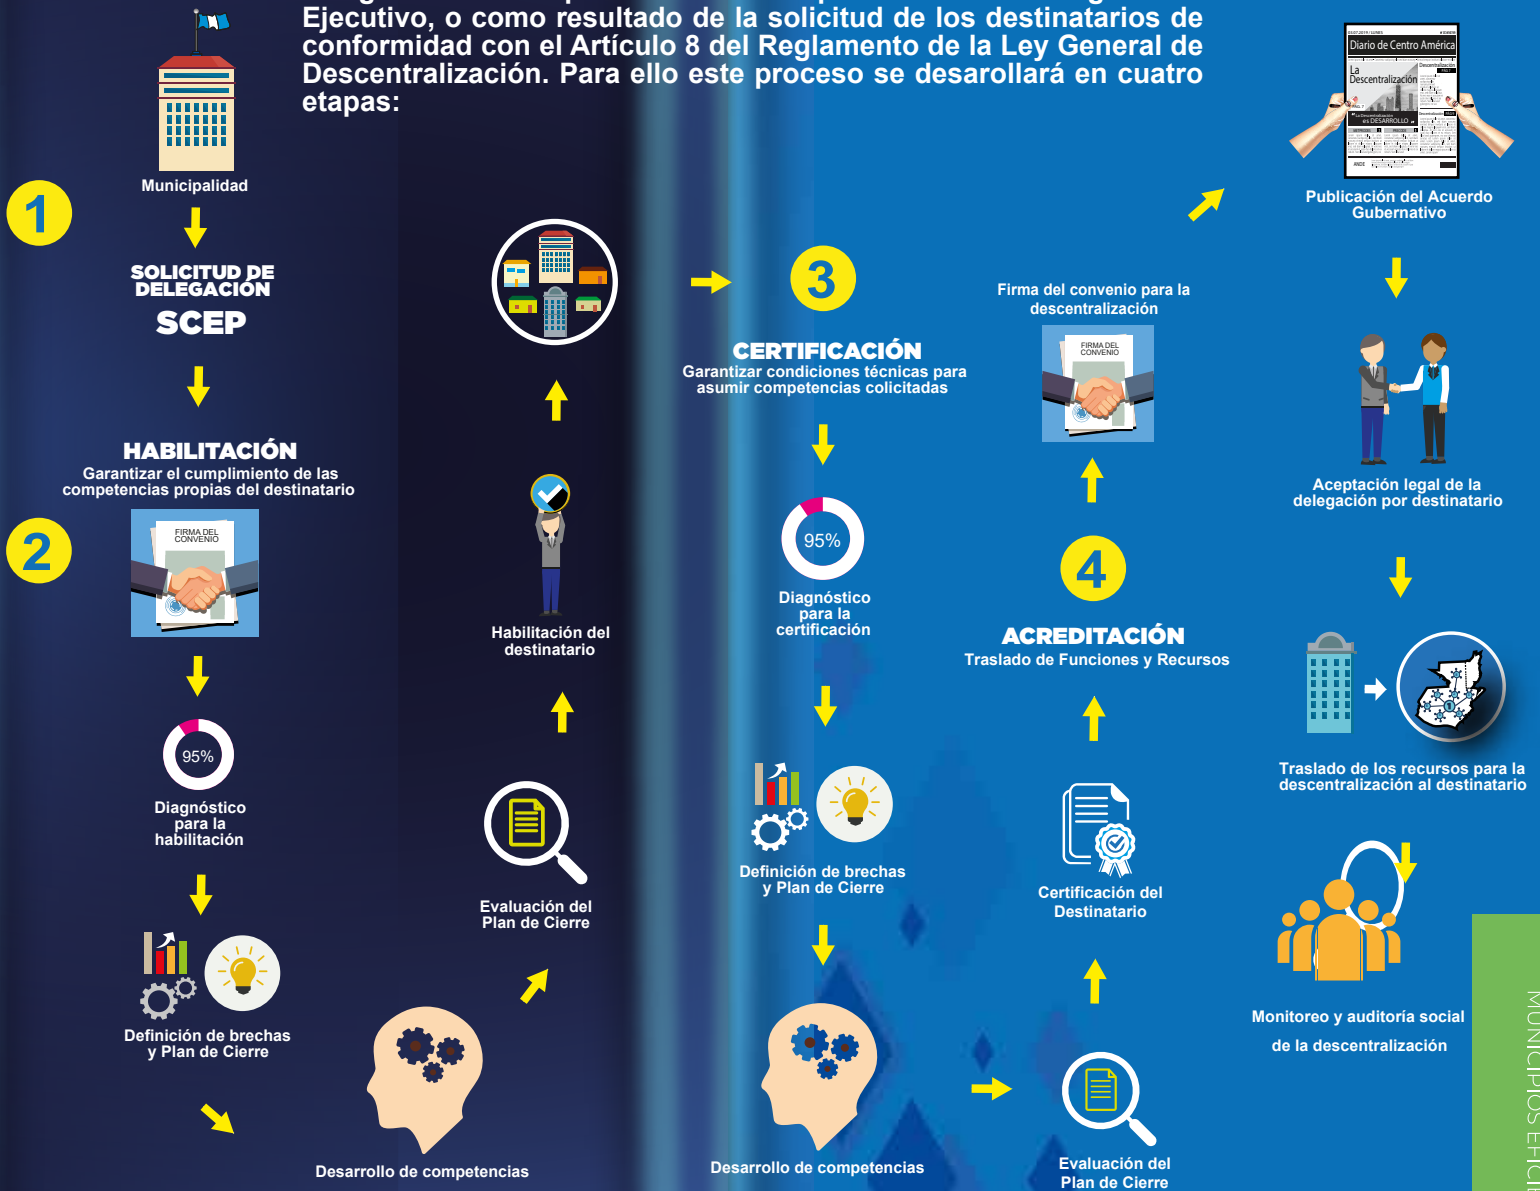 Ejecutivo, o como resultado de la solicitud de los destinatarios de
conformidad con el Artículo 8 del Reglamento de la Ley General de
Descentralización. Para ello este proceso se desarollará en cuatro
etapas:
Municipalidad
1
SOLICITUD DE
DELEGACIÓN
SCEP
HABILITACIÓN
Garantizar el cumplimiento de las
competencias propias del destinatario
2
FIRMA DEL
CONVENIO
95%
Diagnóstico
para la
habilitación
Definición de brechas
y Plan de Cierre
Desarrollo de competencias
Evaluación del
Plan de Cierre
Habilitación del
destinatario
3
CERTIFICACIÓN
Garantizar condiciones técnicas para
asumir competencias colicitadas
95%
Diagnóstico
para la
certificación
Definición de brechas
y Plan de Cierre
Desarrollo de competencias
Evaluación del
Plan de Cierre
Certificación del
Destinatario
4
ACREDITACIÓN
Traslado de Funciones y Recursos
Firma del convenio para la
descentralización
FIRMA DEL
CONVENIO
Diario de Centro América
La
Descentralización
Descentralización
La Descentralización
es DESARROLLO
Publicación del Acuerdo
Gubernativo
Aceptación legal de la
delegación por destinatario
Traslado de los recursos para la
descentralización al destinatario
Monitoreo y auditoría social
de la descentralización
MUNICIPIOS